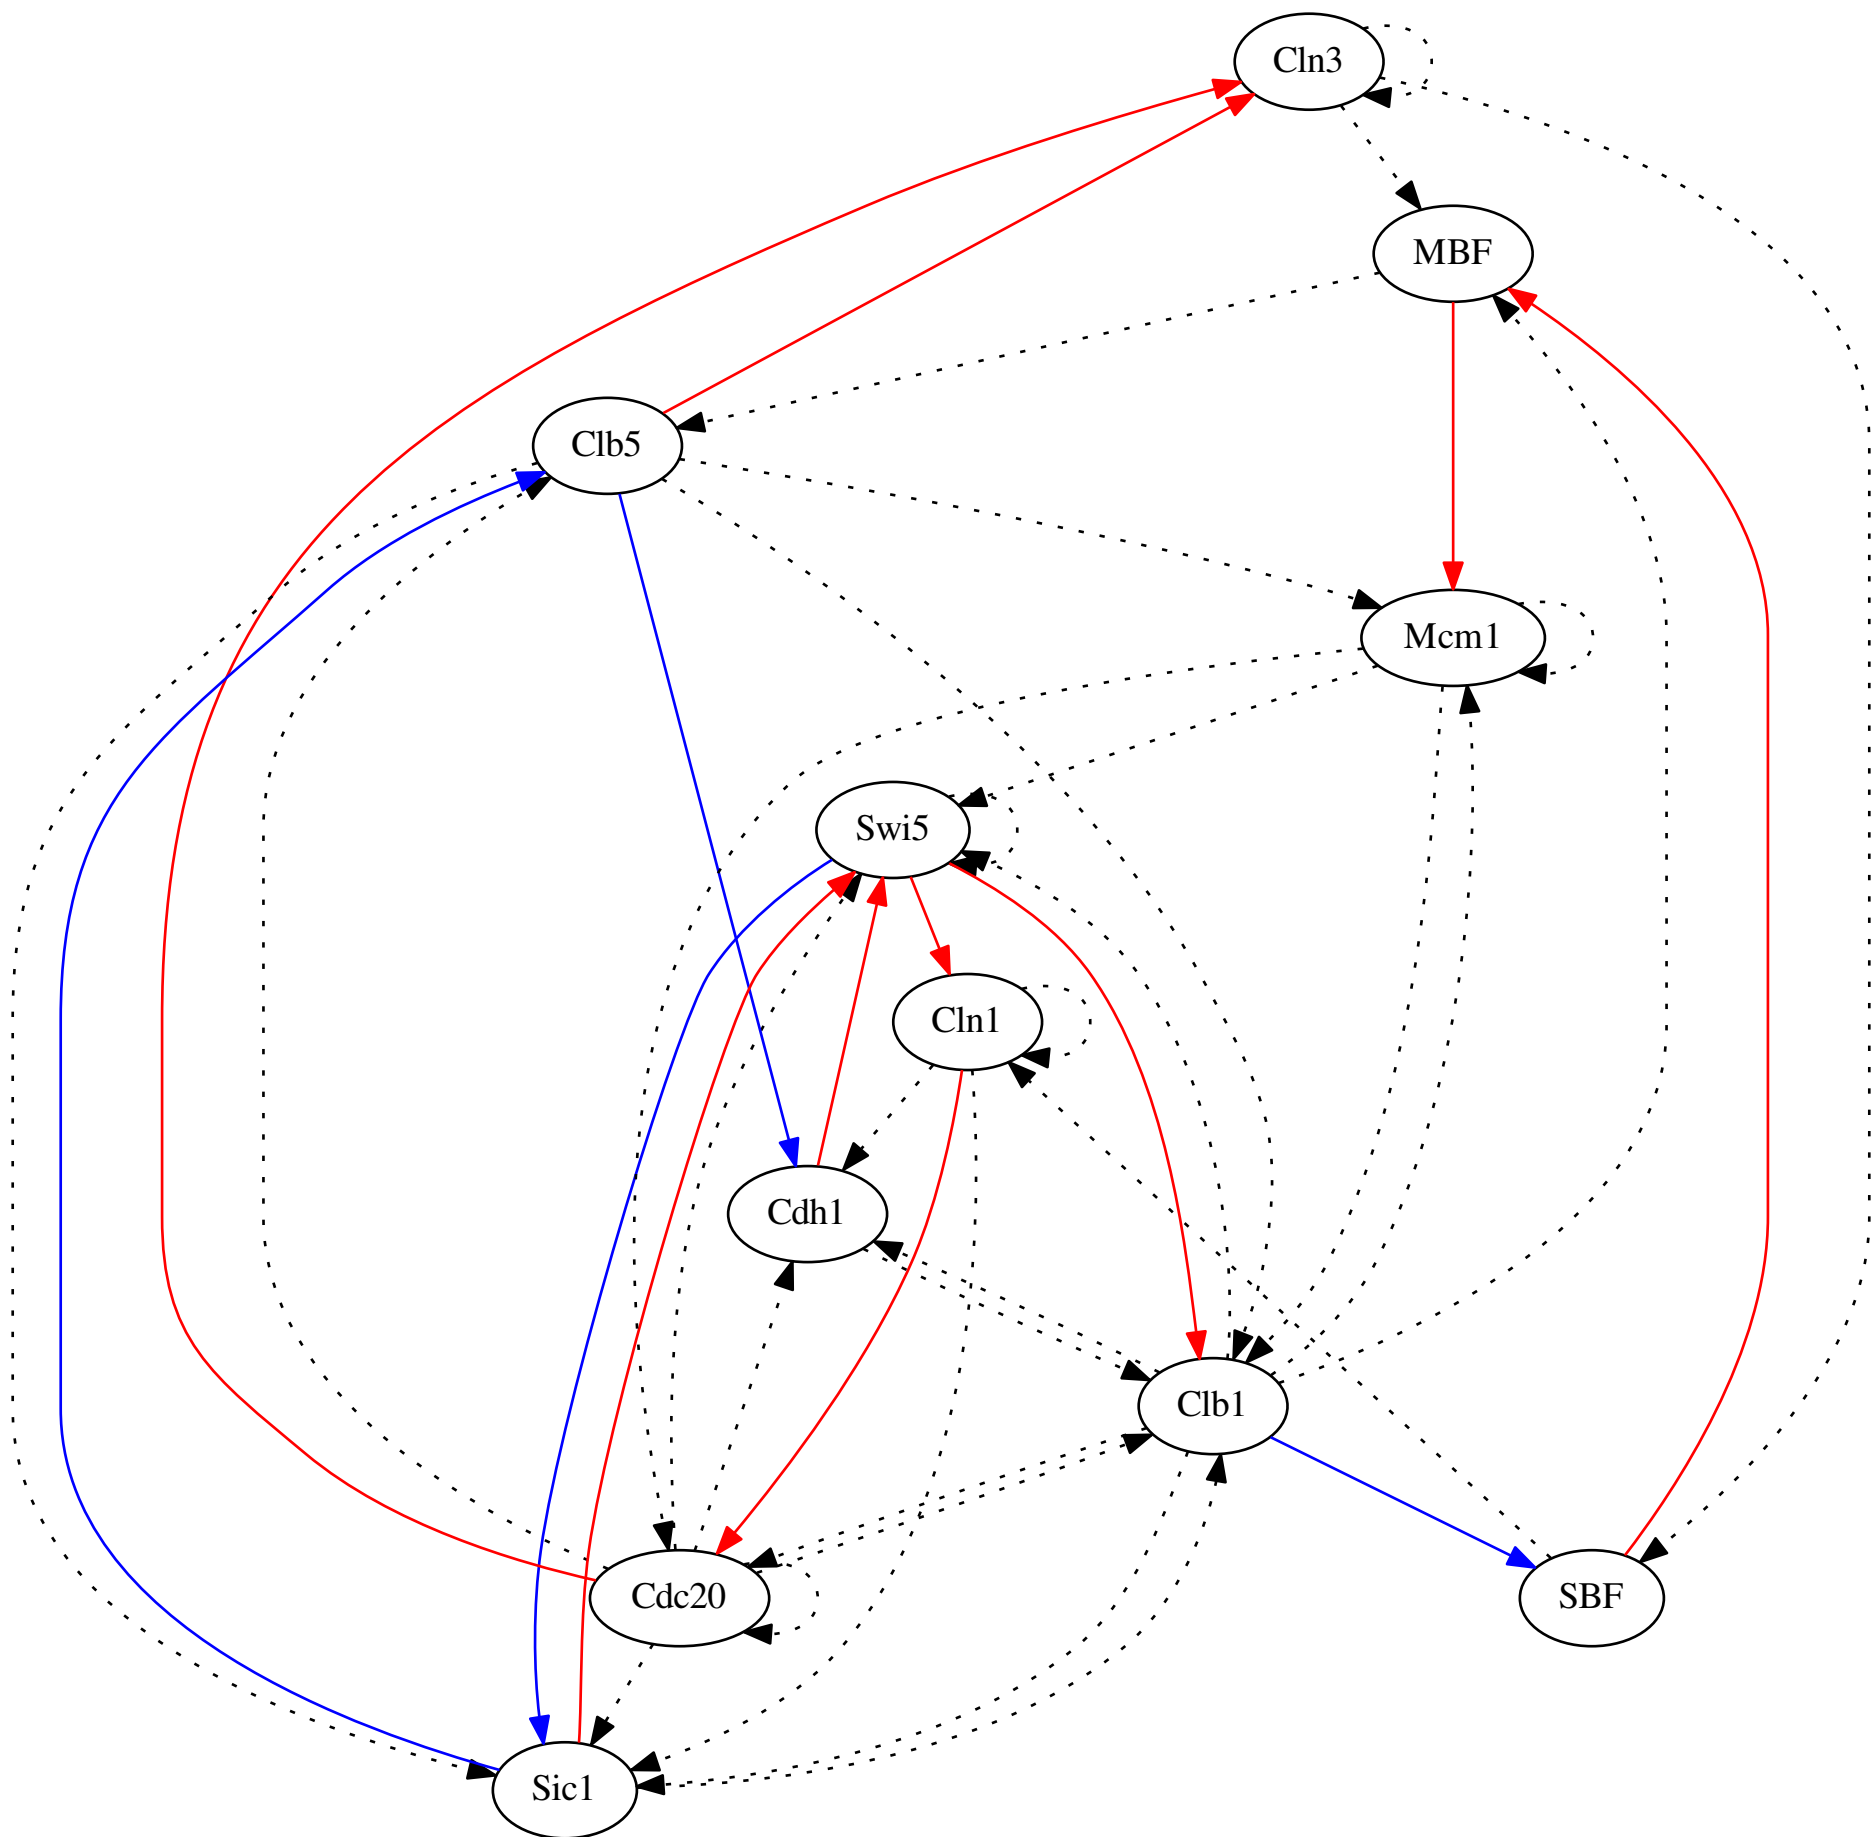 Cln3
MBF
Clb5
Mcm1
Swi5
Cln1
Cdh1
Clb1
Cdc20
SBF
Sic1